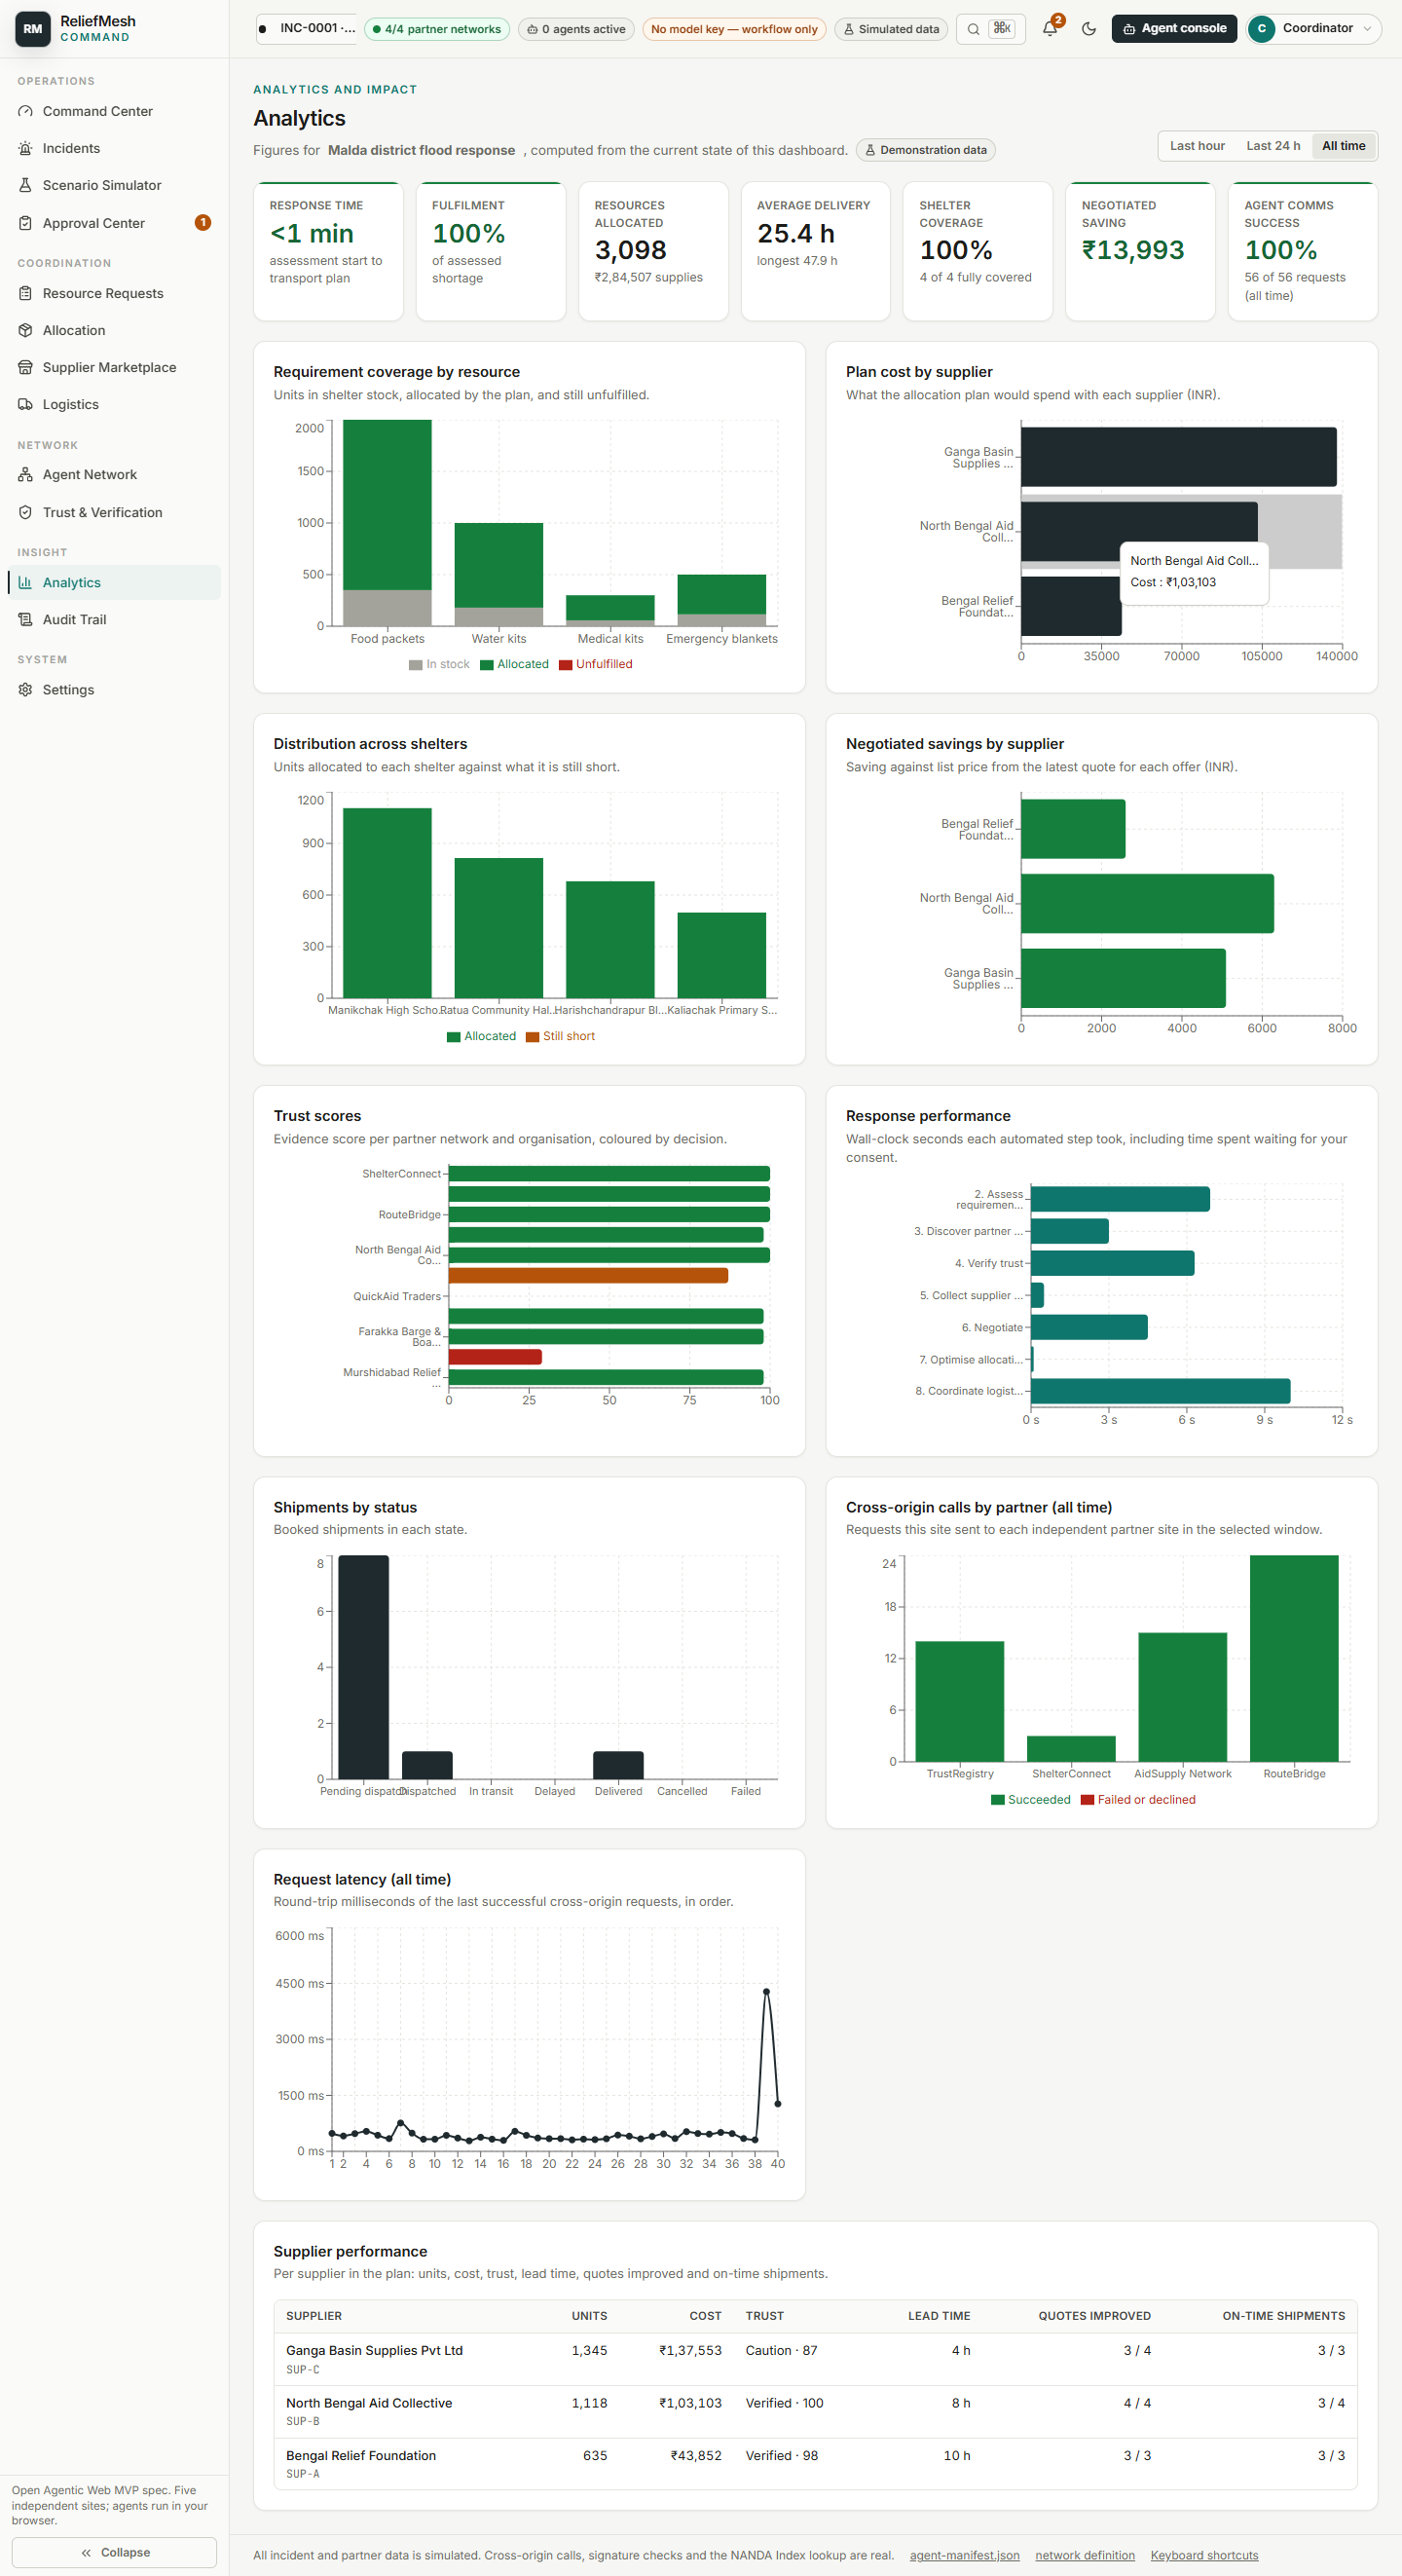 RM
ReliefMesh
COMMAND
INC-0001 ·...
4/4 partner networks
0 agents active
No model key — workflow only
Simulated data
⌘K
2
Agent console
C
Coordinator
OPERATIONS
Command Center
Incidents
Scenario Simulator
Approval Center
1
COORDINATION
Resource Requests
Allocation
Supplier Marketplace
Logistics
NETWORK
Agent Network
Trust & Verification
INSIGHT
Analytics
Audit Trail
SYSTEM
Settings
Open Agentic Web MVP spec. Five
independent sites; agents run in your
browser.
Collapse
ANALYTICS AND IMPACT
Analytics
Figures for Malda district flood response , computed from the current state of this dashboard.
Demonstration data
Last hour
Last 24 h
All time
RESPONSE TIME
<1 min
assessment start to
transport plan
FULFILMENT
100%
of assessed
shortage
RESOURCES
ALLOCATED
3,098
₹2,84,507 supplies
AVERAGE DELIVERY
25.4 h
longest 47.9 h
SHELTER
COVERAGE
100%
4 of 4 fully covered
NEGOTIATED
SAVING
₹13,993
AGENT COMMS
SUCCESS
100%
56 of 56 requests
(all time)
Requirement coverage by resource
Units in shelter stock, allocated by the plan, and still unfulfilled.
2000
1500
1000
500
0
Food packets
Water kits
Medical kits
Emergency blankets
In stock
Allocated
Unfulfilled
Plan cost by supplier
What the allocation plan would spend with each supplier (INR).
Ganga Basin
Supplies ...
North Bengal Aid
Coll...
Bengal Relief
Foundat...
North Bengal Aid Coll...
Cost : ₹1,03,103
0
35000
70000
105000
140000
Distribution across shelters
Units allocated to each shelter against what it is still short.
1200
900
600
300
0
Manikchak High Scho...
Ratua Community Hal...
Harishchandrapur Bl...
Kaliachak Primary S...
Allocated
Still short
Negotiated savings by supplier
Saving against list price from the latest quote for each offer (INR).
Bengal Relief
Foundat...
North Bengal Aid
Coll...
Ganga Basin
Supplies ...
0
2000
4000
6000
8000
Trust scores
Evidence score per partner network and organisation, coloured by decision.
ShelterConnect
RouteBridge
North Bengal Aid
Co...
QuickAid Traders
Farakka Barge &
Boa...
Murshidabad Relief
...
0
25
50
75
100
Response performance
Wall-clock seconds each automated step took, including time spent waiting for your
consent.
2. Assess
requiremen...
3. Discover partner ...
4. Verify trust
5. Collect supplier ...
6. Negotiate
7. Optimise allocati...
8. Coordinate logist...
0 s
3 s
6 s
9 s
12 s
Shipments by status
Booked shipments in each state.
8
6
4
2
0
Pending dispatch
Dispatched
In transit
Delayed
Delivered
Cancelled
Failed
Cross-origin calls by partner (all time)
Requests this site sent to each independent partner site in the selected window.
24
18
12
6
0
TrustRegistry
ShelterConnect
AidSupply Network
RouteBridge
Succeeded
Failed or declined
Request latency (all time)
Round-trip milliseconds of the last successful cross-origin requests, in order.
6000 ms
4500 ms
3000 ms
1500 ms
0 ms
1 2 4 6 8 10 12 14 16 18 20 22 24 26 28 30 32 34 36 38 40
Supplier performance
Per supplier in the plan: units, cost, trust, lead time, quotes improved and on-time shipments.
SUPPLIER UNITS COST TRUST LEAD TIME QUOTES IMPROVED ON-TIME SHIPMENTS
Ganga Basin Supplies Pvt Ltd 1,345 ₹1,37,553 Caution · 87 4 h 3 / 4 3 / 3
SUP-C
North Bengal Aid Collective 1,118 ₹1,03,103 Verified · 100 8 h 4 / 4 3 / 4
SUP-B
Bengal Relief Foundation 635 ₹43,852 Verified · 98 10 h 3 / 3 3 / 3
SUP-A
All incident and partner data is simulated. Cross-origin calls, signature checks and the NANDA Index lookup are real.
agent-manifest.json
network definition
Keyboard shortcuts